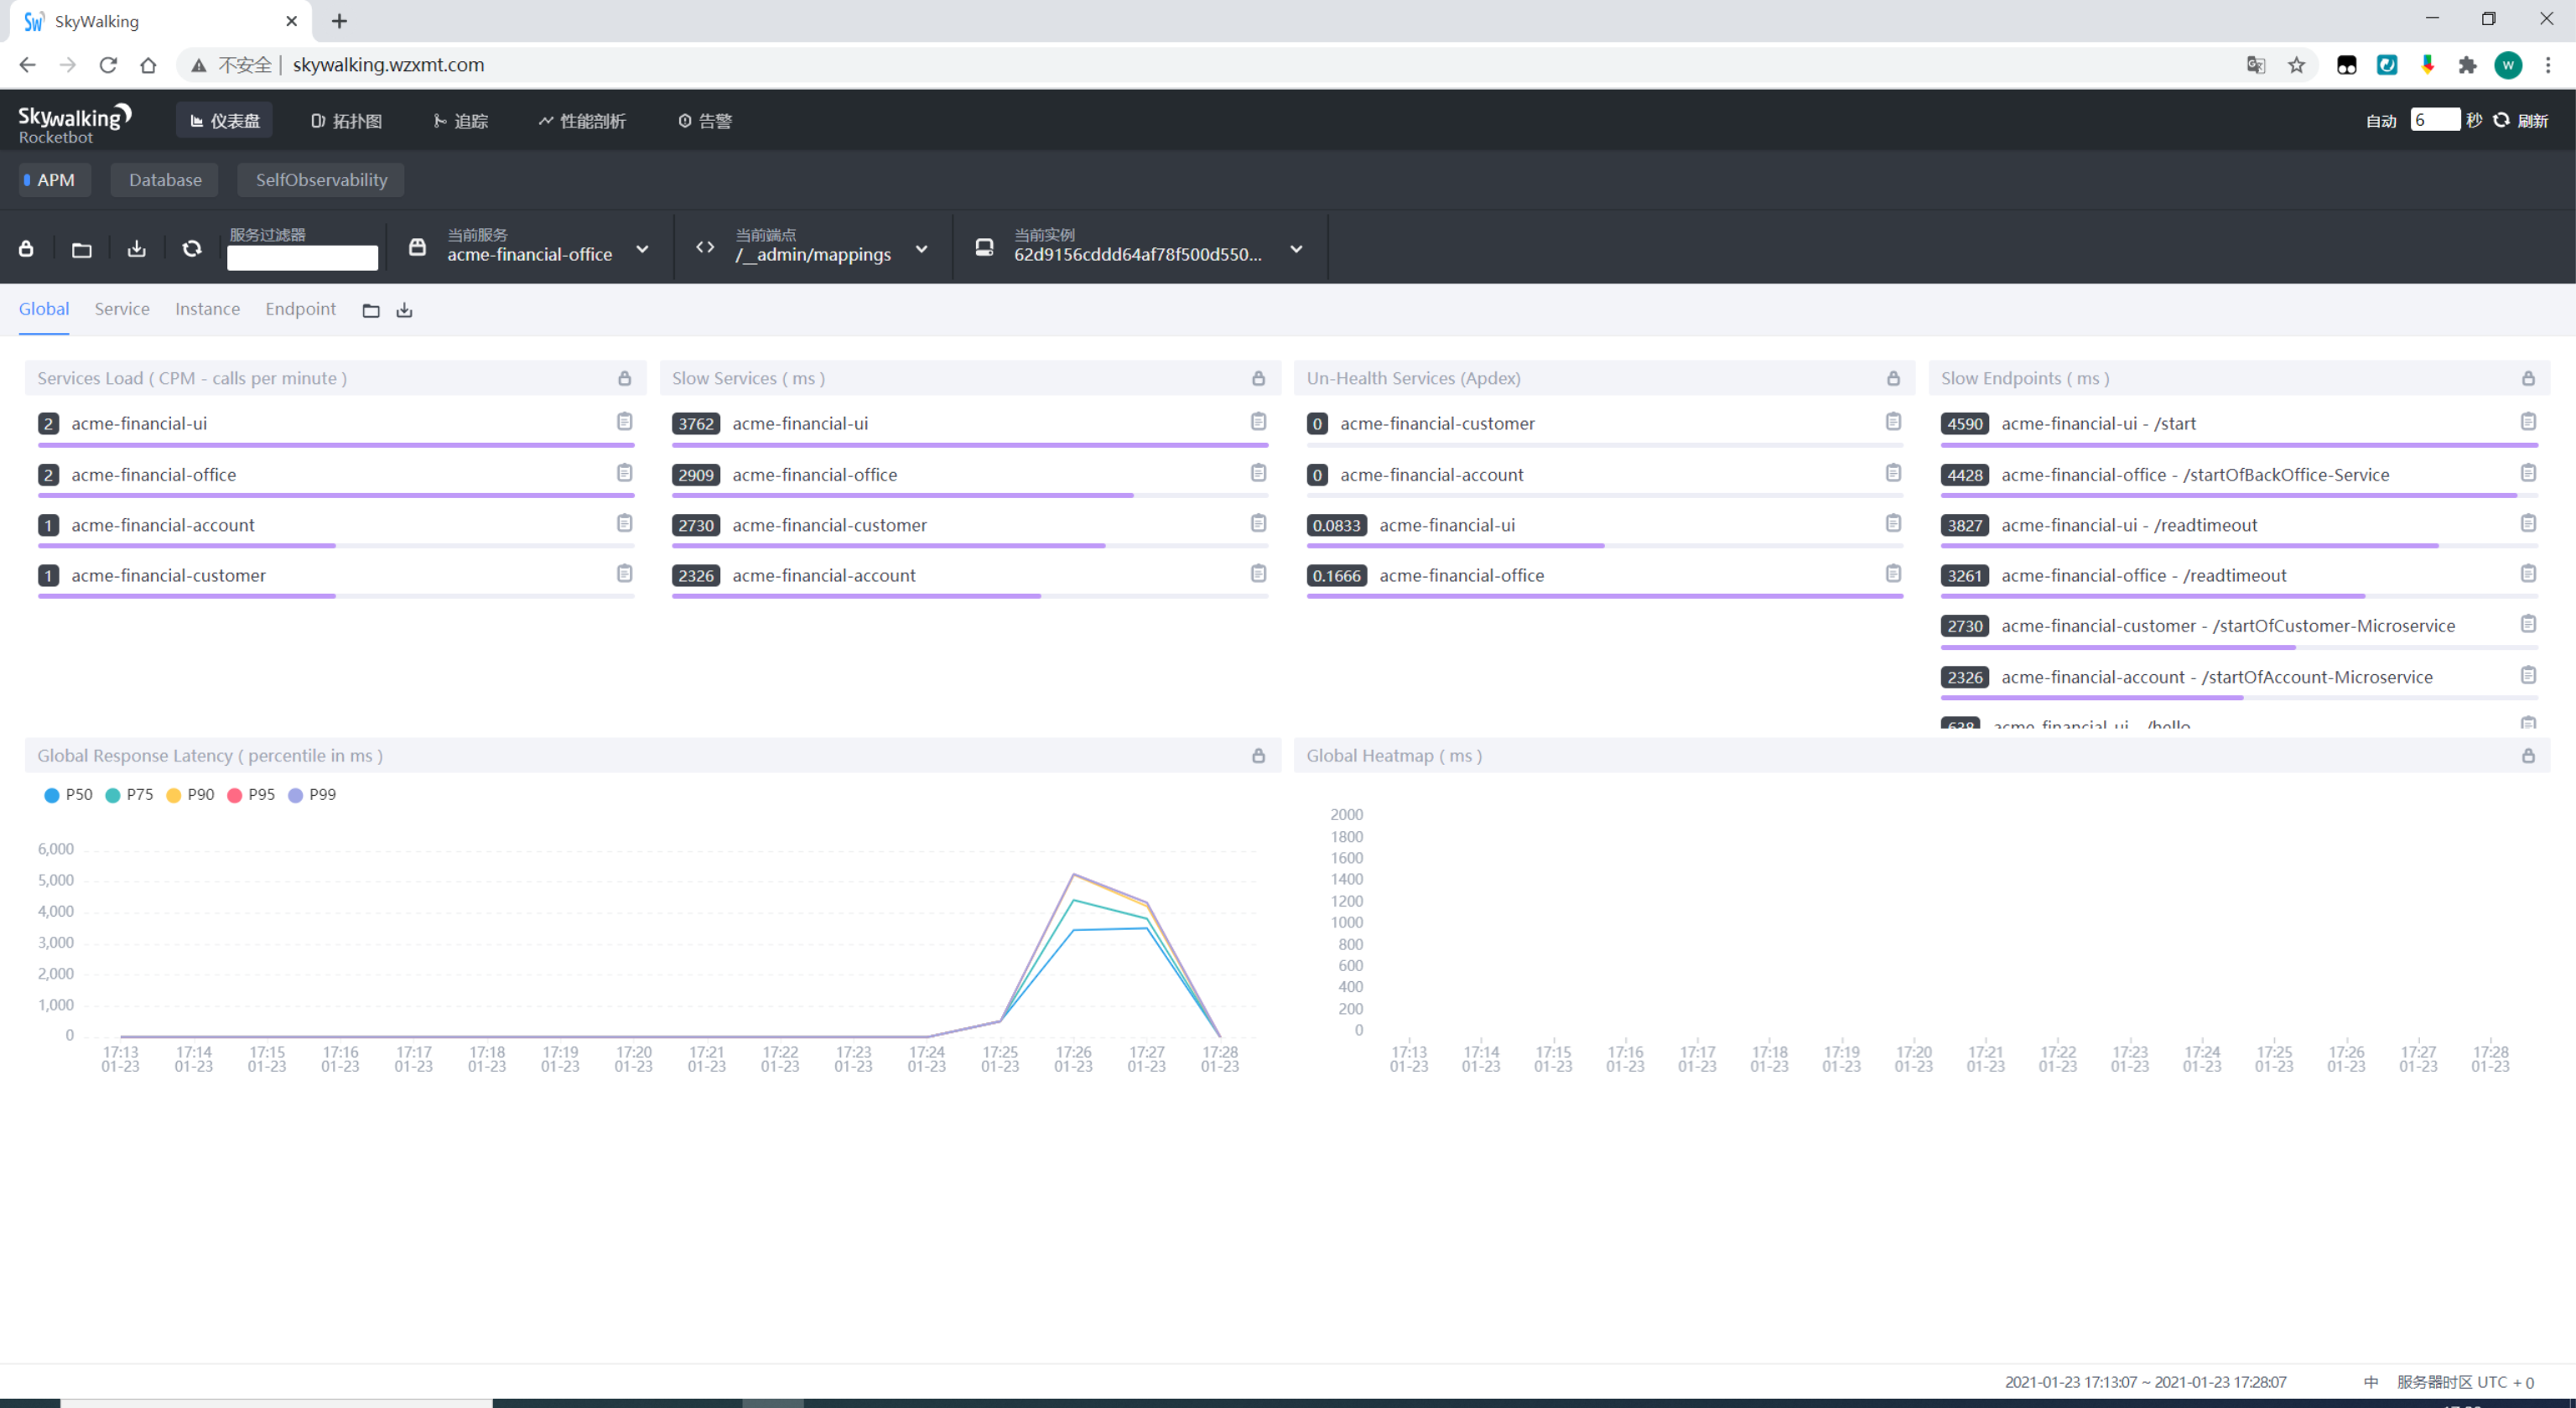 SkyWalking
不安全 | skywalking.wzxmt.com
Skywalking
Rocketbot
仪表盘 拓扑图 追踪 性能剖析 告警 自动 6 秒 刷新
APM Database SelfObservability
服务过滤器 当前服务 当前端点 当前实例
acme-financial-office /__admin/mappings 62d9156cddd64af78f500d550...
Global Service Instance Endpoint
Services Load ( CPM - calls per minute )
2 acme-financial-ui
2 acme-financial-office
1 acme-financial-account
1 acme-financial-customer
Slow Services ( ms )
3762 acme-financial-ui
2909 acme-financial-office
2730 acme-financial-customer
2326 acme-financial-account
Un-Health Services (Apdex)
0 acme-financial-customer
0 acme-financial-account
0.0833 acme-financial-ui
0.1666 acme-financial-office
Slow Endpoints ( ms )
4590 acme-financial-ui - /start
4428 acme-financial-office - /startOfBackOffice-Service
3827 acme-financial-ui - /readtimeout
3261 acme-financial-office - /readtimeout
2730 acme-financial-customer - /startOfCustomer-Microservice
2326 acme-financial-account - /startOfAccount-Microservice
638 acme-financial-ui - /hello
Global Response Latency ( percentile in ms )
P50 P75 P90 P95 P99
6,000
5,000
4,000
3,000
2,000
1,000
0
17:13 17:14 17:15 17:16 17:17 17:18 17:19 17:20 17:21 17:22 17:23 17:24 17:25 17:26 17:27 17:28
01-23 01-23 01-23 01-23 01-23 01-23 01-23 01-23 01-23 01-23 01-23 01-23 01-23 01-23 01-23 01-23
Global Heatmap ( ms )
2000
1800
1600
1400
1200
1000
800
600
400
200
0
17:13 17:14 17:15 17:16 17:17 17:18 17:19 17:20 17:21 17:22 17:23 17:24 17:25 17:26 17:27 17:28
01-23 01-23 01-23 01-23 01-23 01-23 01-23 01-23 01-23 01-23 01-23 01-23 01-23 01-23 01-23 01-23
2021-01-23 17:13:07 ~ 2021-01-23 17:28:07 中 服务器时区 UTC + 0